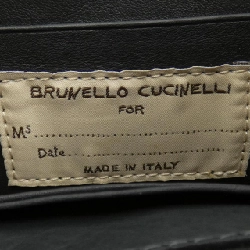 BRUNELLO CUCINELLI
FOR
Ms
Date
MADE IN ITALY